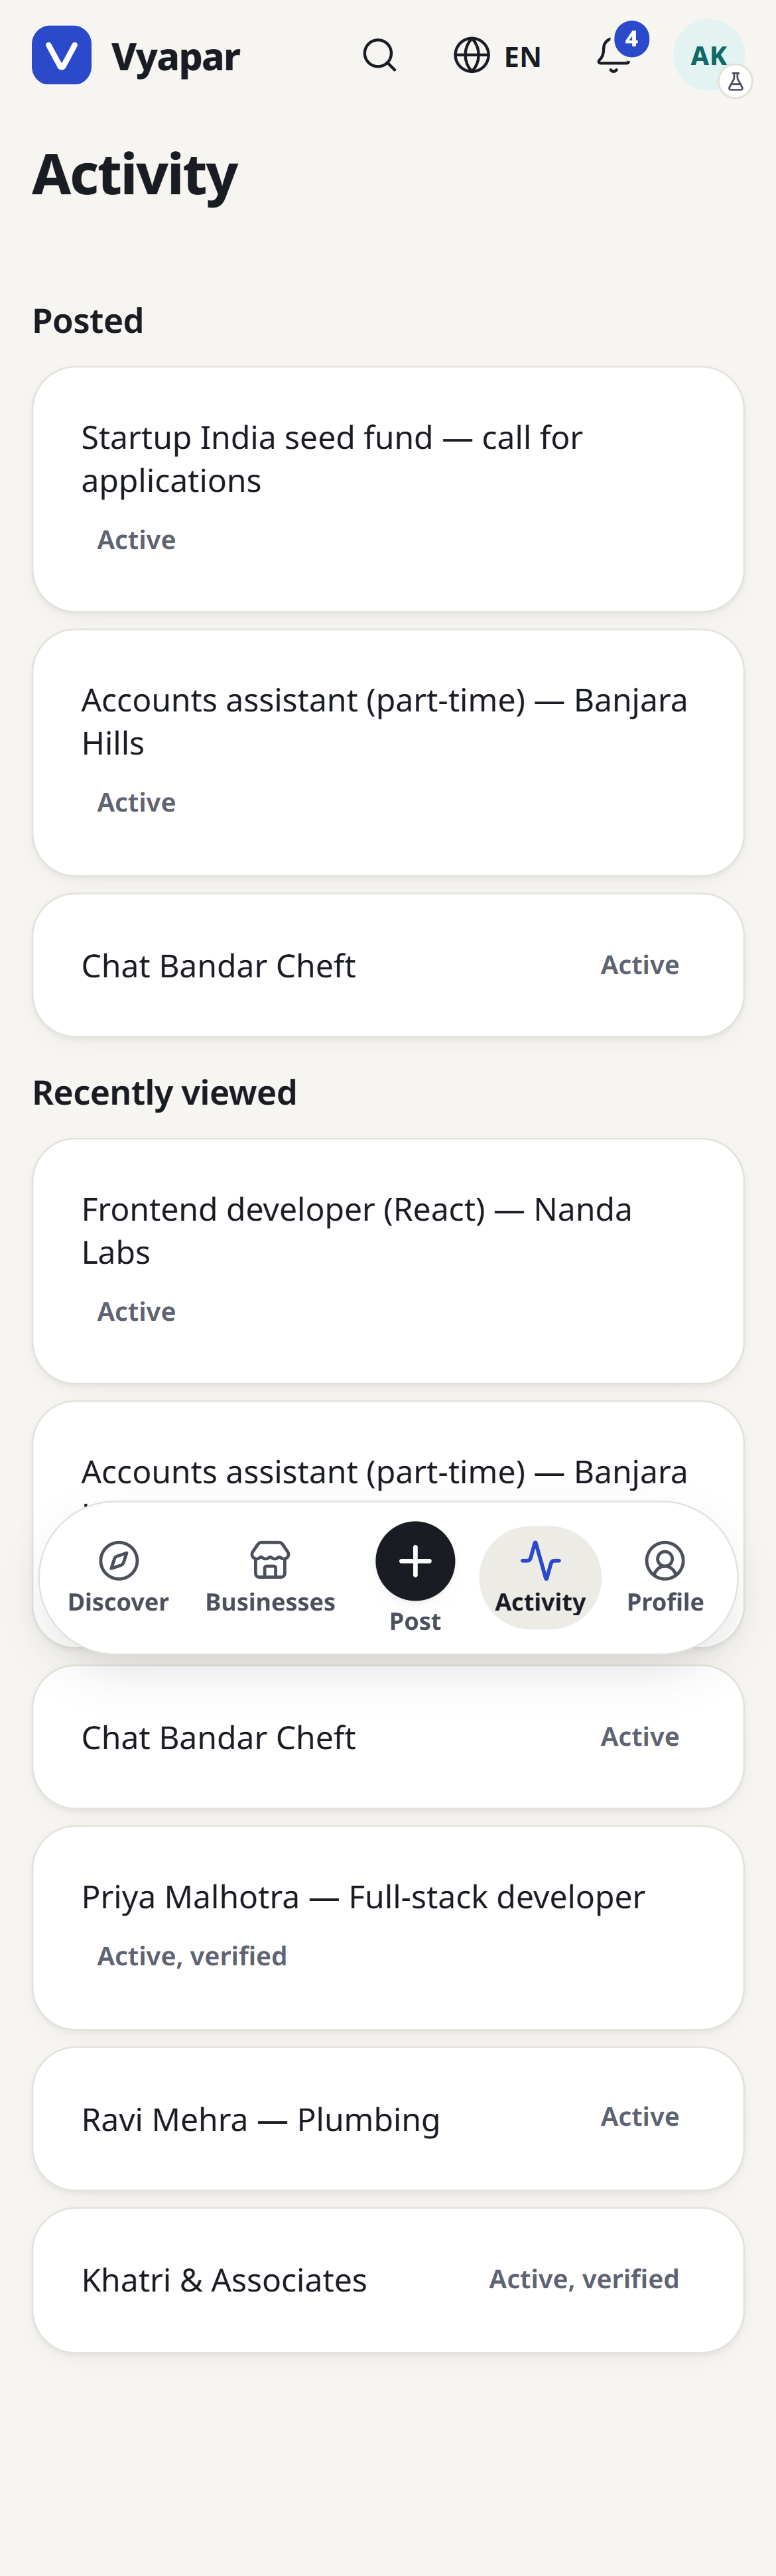 Vyapar
EN
4
AK
Activity
Posted
Startup India seed fund — call for
applications
Active
Accounts assistant (part-time) — Banjara
Hills
Active
Chat Bandar Cheft
Active
Recently viewed
Frontend developer (React) — Nanda
Labs
Active
Accounts assistant (part-time) — Banjara
Discover
Businesses
Post
Activity
Profile
Chat Bandar Cheft
Active
Priya Malhotra — Full-stack developer
Active, verified
Ravi Mehra — Plumbing
Active
Khatri & Associates
Active, verified